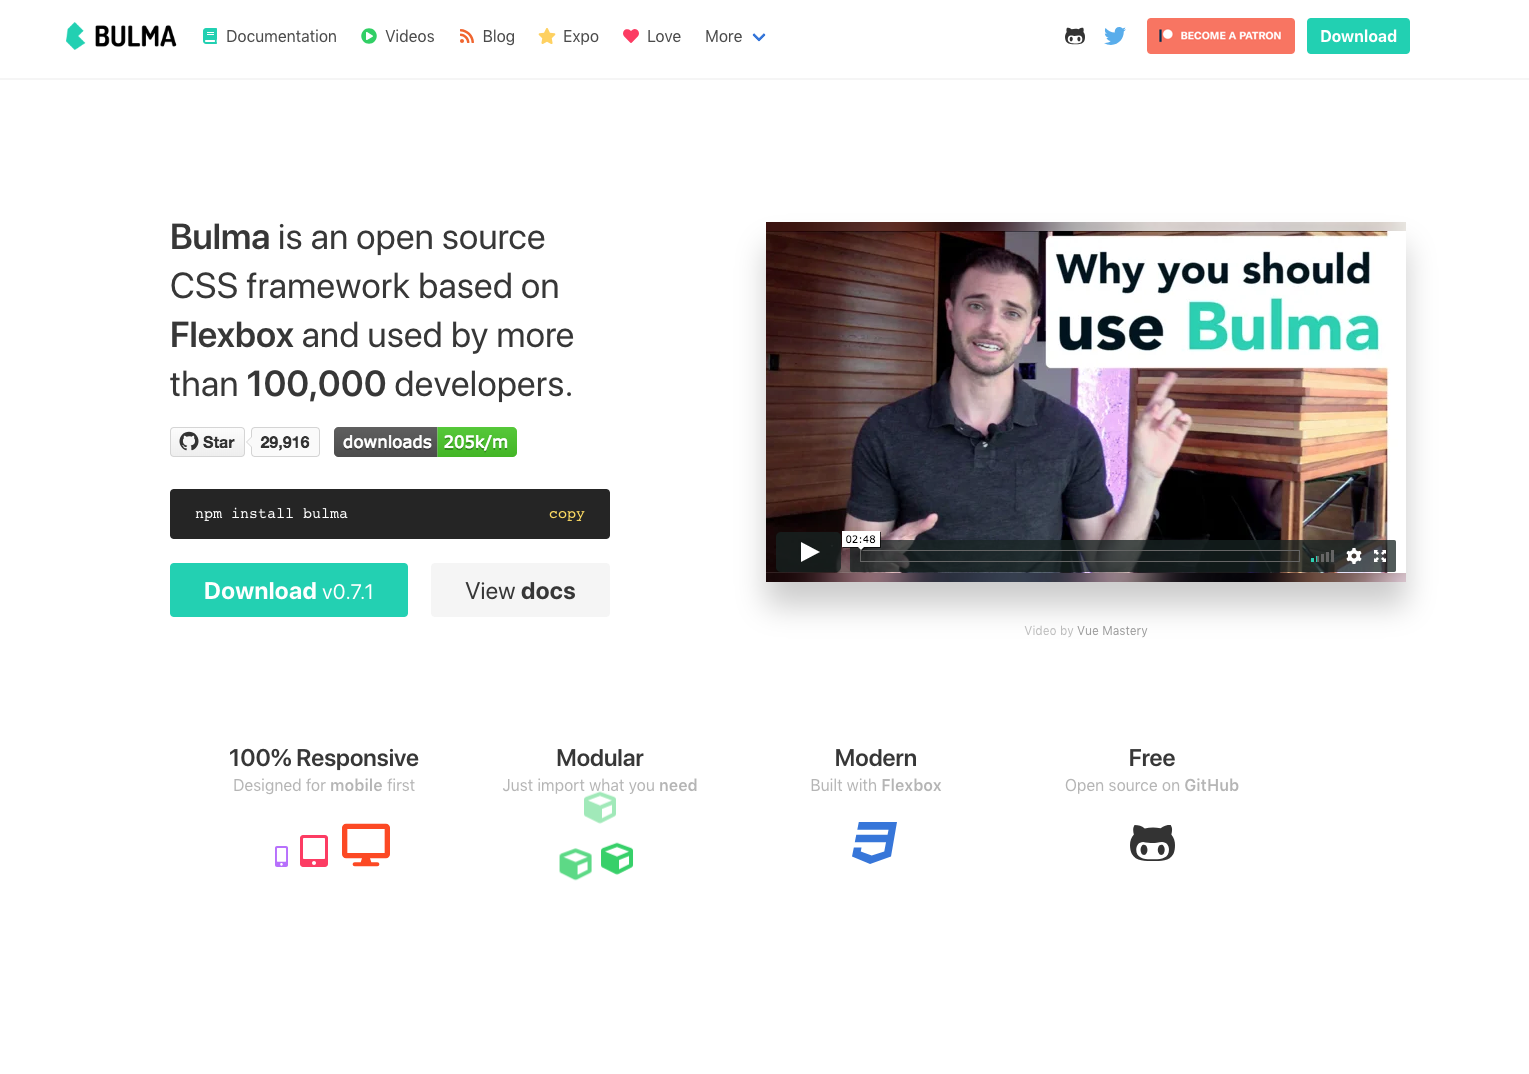 BULMA
Documentation
Videos
Blog
Expo
Love
More
BECOME A PATRON
Download
Bulma is an open source
CSS framework based on
Flexbox and used by more
than 100,000 developers.
Star
29,916
downloads 205k/m
npm install bulma
copy
Download v0.7.1
View docs
Why you should
use Bulma
02:48
Video by Vue Mastery
100% Responsive
Designed for mobile first
Modular
Just import what you need
Modern
Built with Flexbox
Free
Open source on GitHub